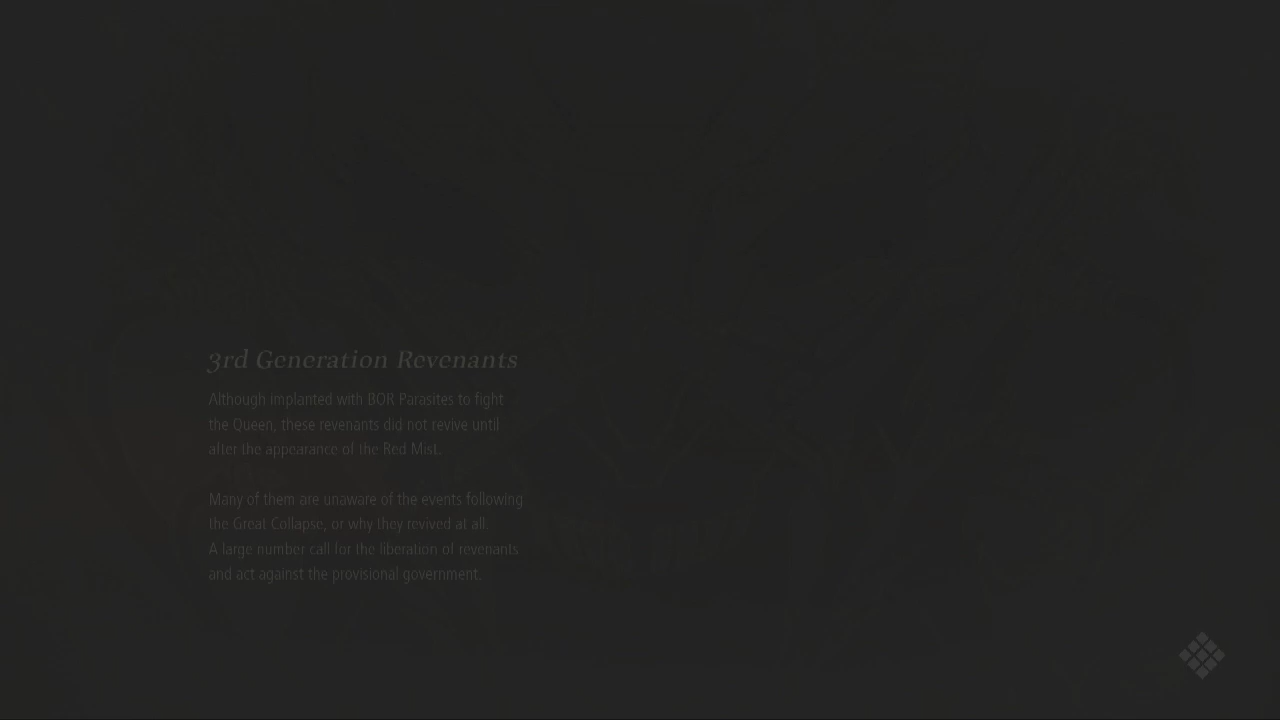 3rd Generation Revenants
Although implanted with BOR Parasites to fight
the Queen, these revenants did not revive until
after the appearance of the Red Mist.
Many of them are unaware of the events following
the Great Collapse, or why they revived at all.
A large number call for the liberation of revenants
and act against the provisional government.